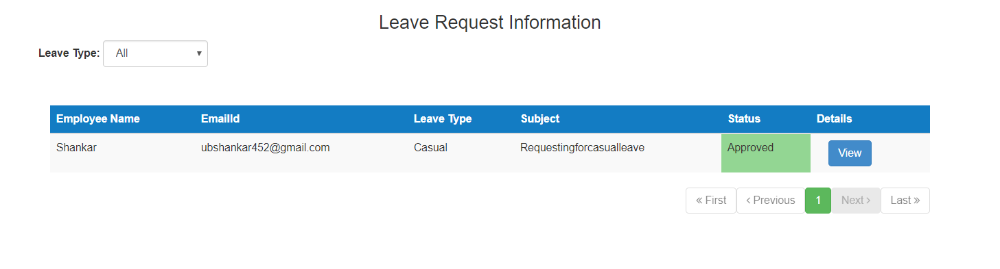 Leave Request Information
Leave Type: All
Employee Name EmailId Leave Type Subject Status Details
Shankar ubshankar452@gmail.com Casual Requestingforcasualleave Approved View
« First ‹ Previous 1 Next › Last »